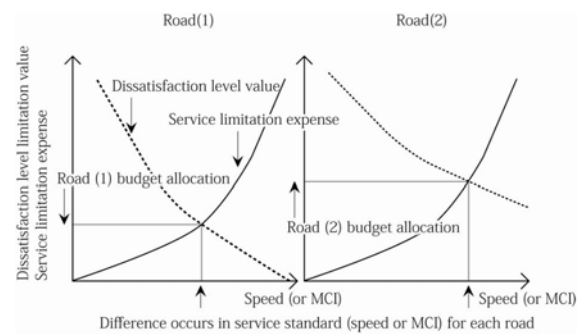 Road(1)
Road(2)
Dissatisfaction level limitation value
Service limitation expense
Dissatisfaction level value
Service limitation expense
Road (1) budget allocation
Road (2) budget allocation
Speed (or MCI)
Speed (or MCI)
Difference occurs in service standard (speed or MCI) for each road